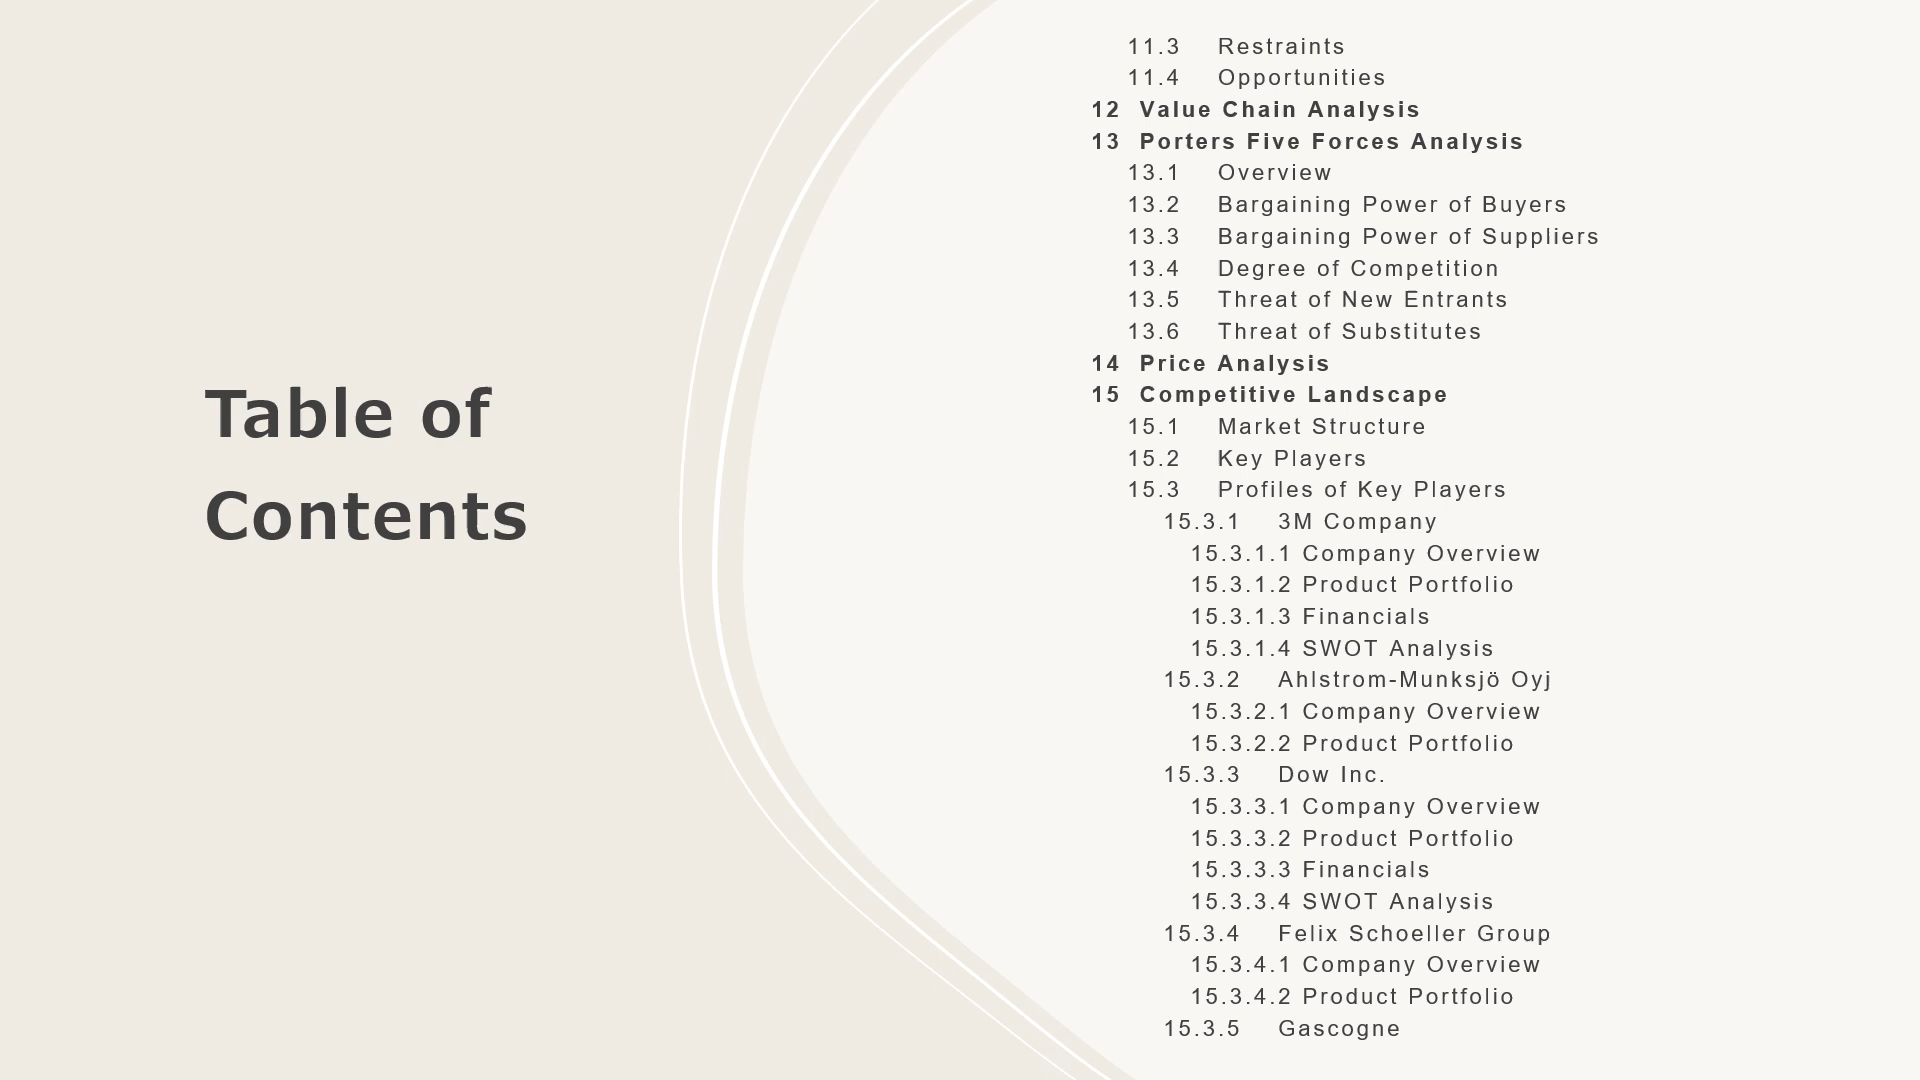 Table of
Contents
11.3 Restraints
11.4 Opportunities
12 Value Chain Analysis
13 Porters Five Forces Analysis
13.1 Overview
13.2 Bargaining Power of Buyers
13.3 Bargaining Power of Suppliers
13.4 Degree of Competition
13.5 Threat of New Entrants
13.6 Threat of Substitutes
14 Price Analysis
15 Competitive Landscape
15.1 Market Structure
15.2 Key Players
15.3 Profiles of Key Players
15.3.1 3M Company
15.3.1.1 Company Overview
15.3.1.2 Product Portfolio
15.3.1.3 Financials
15.3.1.4 SWOT Analysis
15.3.2 Ahlstrom-Munksjö Oyj
15.3.2.1 Company Overview
15.3.2.2 Product Portfolio
15.3.3 Dow Inc.
15.3.3.1 Company Overview
15.3.3.2 Product Portfolio
15.3.3.3 Financials
15.3.3.4 SWOT Analysis
15.3.4 Felix Schoeller Group
15.3.4.1 Company Overview
15.3.4.2 Product Portfolio
15.3.5 Gascogne